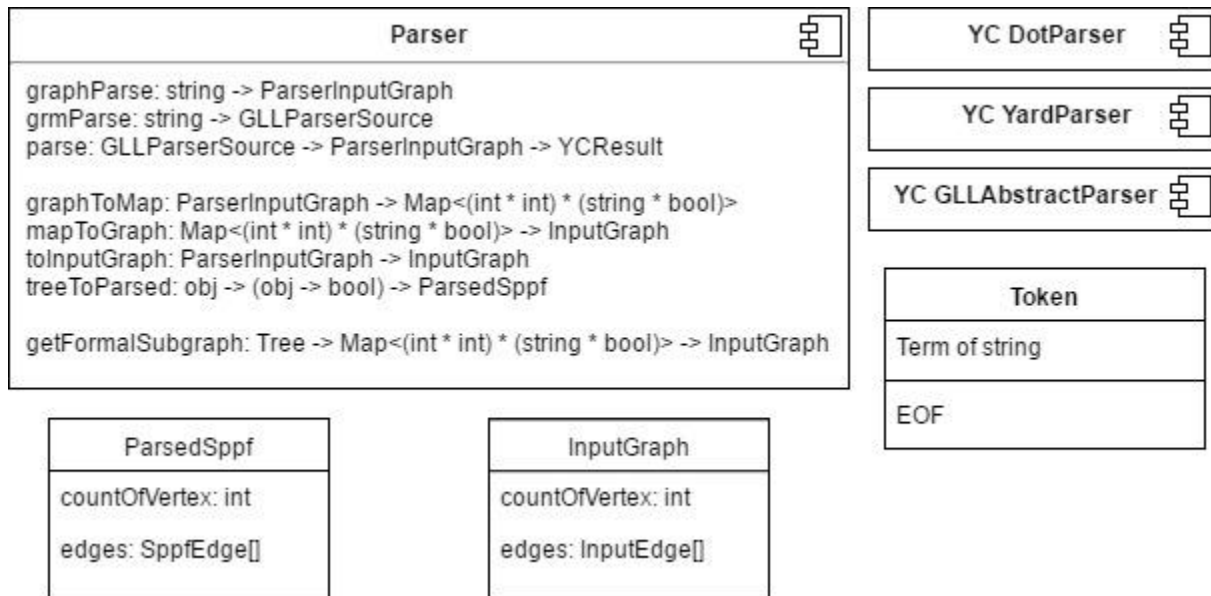 Parser
graphParse: string -> ParserInputGraph
grmParse: string -> GLLParserSource
parse: GLLParserSource -> ParserInputGraph -> YCResult
graphToMap: ParserInputGraph -> Map<(int * int) * (string * bool)>
mapToGraph: Map<(int * int) * (string * bool)> -> InputGraph
toInputGraph: ParserInputGraph -> InputGraph
treeToParsed: obj -> (obj -> bool) -> ParsedSppf
getFormalSubgraph: Tree -> Map<(int * int) * (string * bool)> -> InputGraph
YC DotParser
YC YardParser
YC GLLAbstractParser
Token
Term of string
EOF
ParsedSppf
countOfVertex: int
edges: SppfEdge[]
InputGraph
countOfVertex: int
edges: InputEdge[]